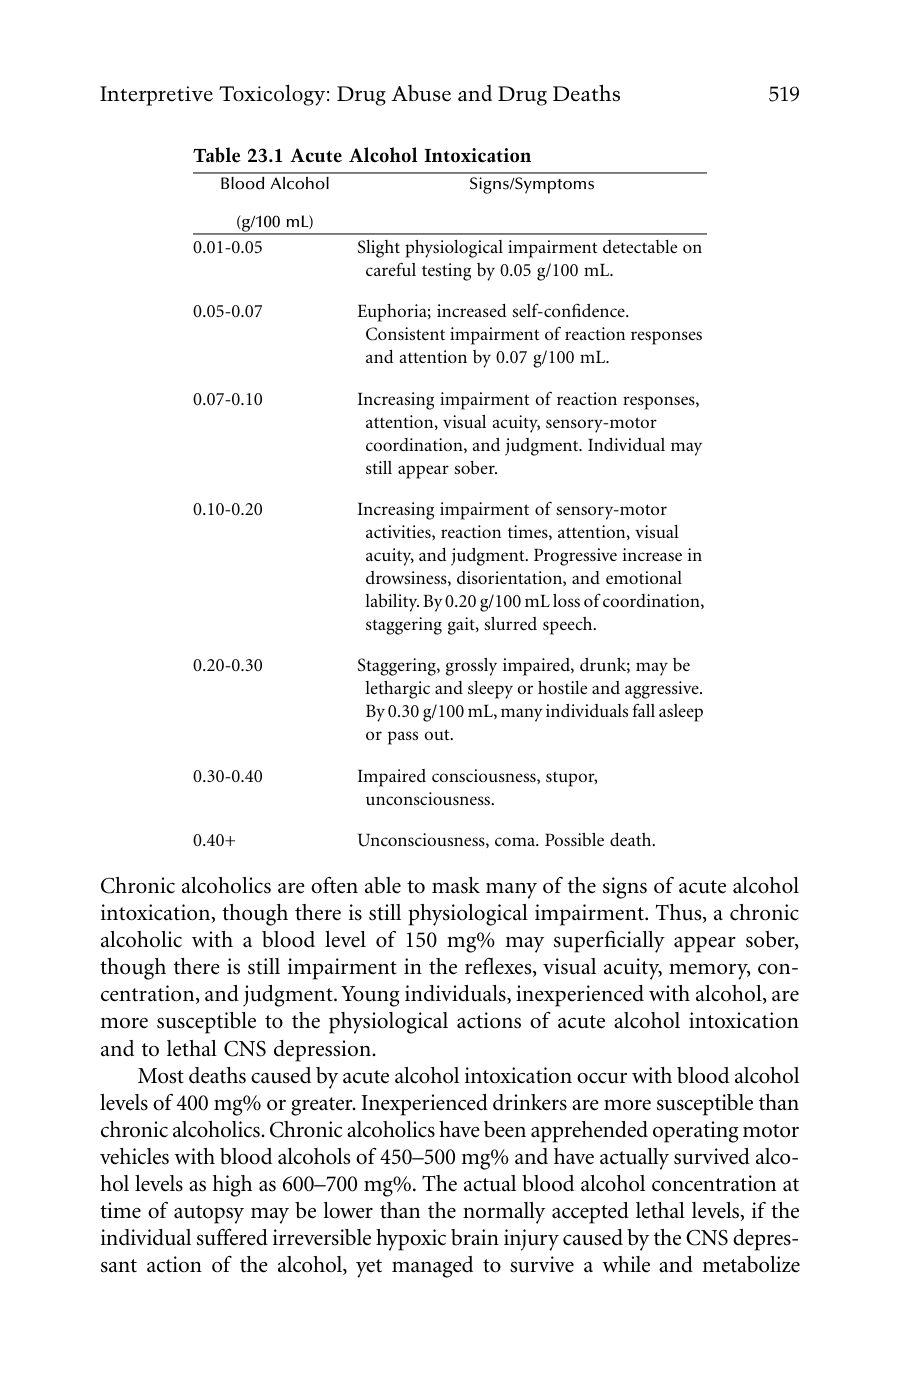 Interpretive Toxicology: Drug Abuse and Drug Deaths 519
Table 23.1 Acute Alcohol Intoxication
Blood Alcohol Signs/Symptoms
(g/100 mL)
0.01-0.05 Slight physiological impairment detectable on
careful testing by 0.05 g/100 mL.
0.05-0.07 Euphoria; increased self-confidence.
Consistent impairment of reaction responses
and attention by 0.07 g/100 mL.
0.07-0.10 Increasing impairment of reaction responses,
attention, visual acuity, sensory-motor
coordination, and judgment. Individual may
still appear sober.
0.10-0.20 Increasing impairment of sensory-motor
activities, reaction times, attention, visual
acuity, and judgment. Progressive increase in
drowsiness, disorientation, and emotional
lability. By 0.20 g/100 mL loss of coordination,
staggering gait, slurred speech.
0.20-0.30 Staggering, grossly impaired, drunk; may be
lethargic and sleepy or hostile and aggressive.
By 0.30 g/100 mL, many individuals fall asleep
or pass out.
0.30-0.40 Impaired consciousness, stupor,
unconsciousness.
0.40+ Unconsciousness, coma. Possible death.
Chronic alcoholics are often able to mask many of the signs of acute alcohol
intoxication, though there is still physiological impairment. Thus, a chronic
alcoholic with a blood level of 150 mg% may superficially appear sober,
though there is still impairment in the reflexes, visual acuity, memory, con-
centration, and judgment. Young individuals, inexperienced with alcohol, are
more susceptible to the physiological actions of acute alcohol intoxication
and to lethal CNS depression.
Most deaths caused by acute alcohol intoxication occur with blood alcohol
levels of 400 mg% or greater. Inexperienced drinkers are more susceptible than
chronic alcoholics. Chronic alcoholics have been apprehended operating motor
vehicles with blood alcohols of 450–500 mg% and have actually survived alco-
hol levels as high as 600–700 mg%. The actual blood alcohol concentration at
time of autopsy may be lower than the normally accepted lethal levels, if the
individual suffered irreversible hypoxic brain injury caused by the CNS depres-
sant action of the alcohol, yet managed to survive a while and metabolize